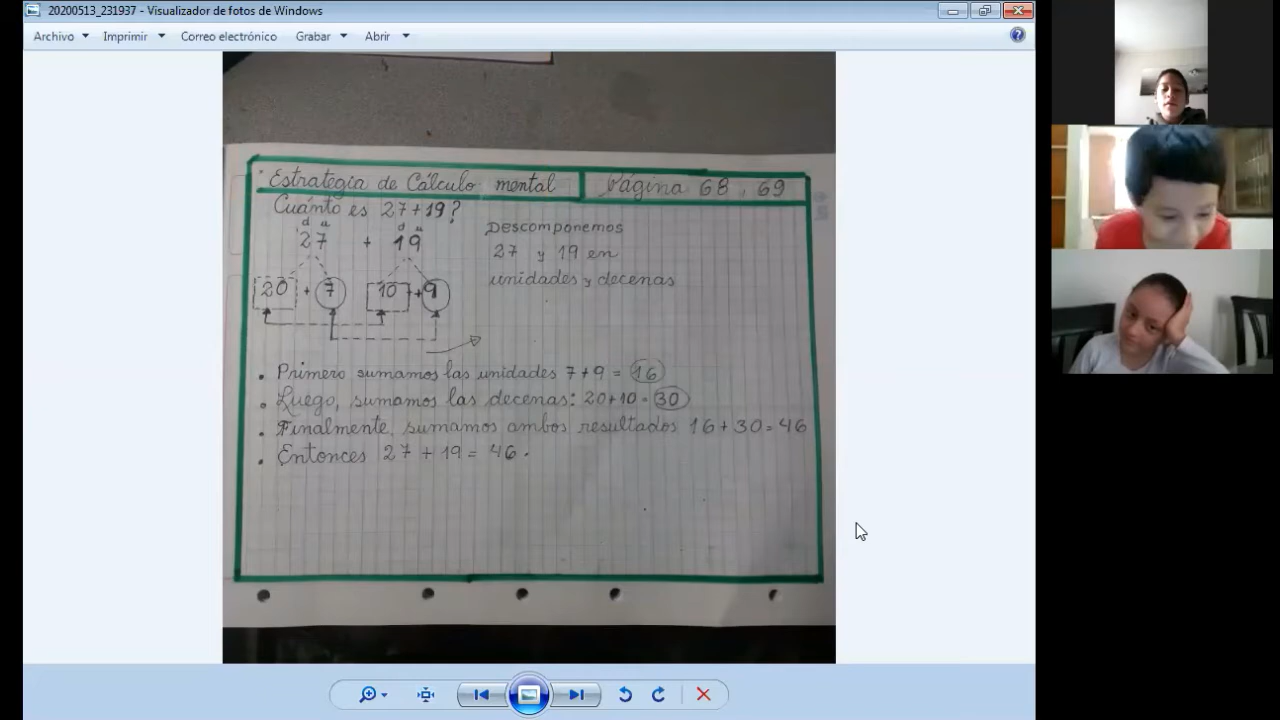 20200513_231937 - Visualizador de fotos de Windows
Archivo Imprimir Correo electrónico Grabar Abrir
Estrategia de Cálculo mental Página 68, 69
Cuánto es 27+19?
d u d u
27 + 19
20 + 7 10 + 9
Descomponemos
27 y 19 en
unidades y decenas
. Primero sumamos las unidades 7+9 = 16
. Luego, sumamos las decenas: 20+10 = 30
. Finalmente, sumamos ambos resultados 16+30=46
. Entonces 27+19 = 46.